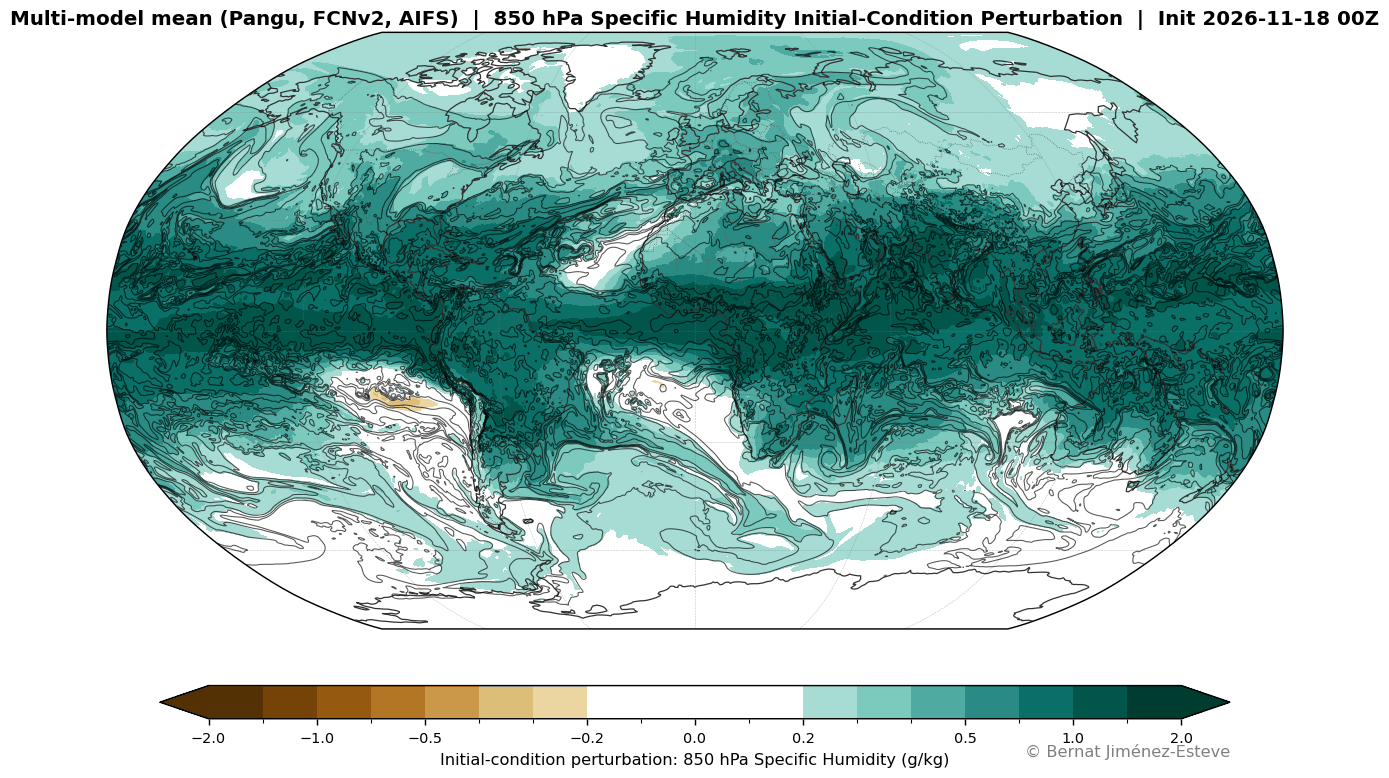 Multi-model mean (Pangu, FCNv2, AIFS)  |  850 hPa Specific Humidity Initial-Condition Perturbation  |  Init 2026-11-18 00Z
−2.0 −1.0 −0.5 −0.2 0.0 0.2 0.5 1.0 2.0
Initial-condition perturbation: 850 hPa Specific Humidity (g/kg)
© Bernat Jiménez-Esteve